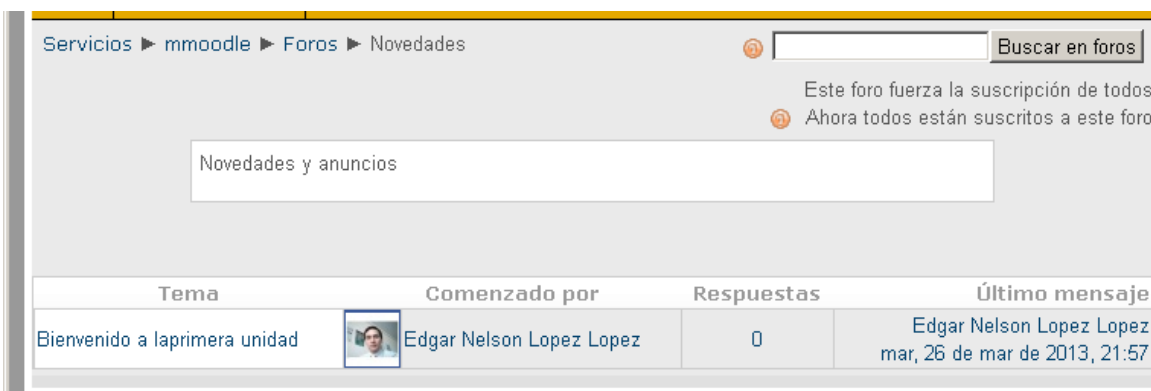 Servicios ► mmoodle ► Foros ► Novedades
Buscar en foros
Este foro fuerza la suscripción de todos
Ahora todos están suscritos a este foro
Novedades y anuncios
Tema Comenzado por Respuestas Último mensaje
Bienvenido a laprimera unidad Edgar Nelson Lopez Lopez 0 Edgar Nelson Lopez Lopez
mar, 26 de mar de 2013, 21:57